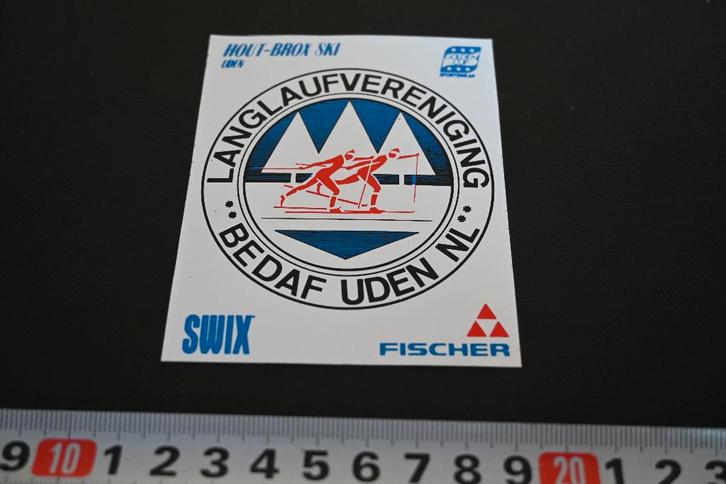 HOUT-BROX SKI
UDEN
SPORTSWEAR
LANGLAUFVERENIGING
BEDAF UDEN NL
SWIX
FISCHER
9 10 1 2 3 4 5 6 7 8 9 20 1 2 3